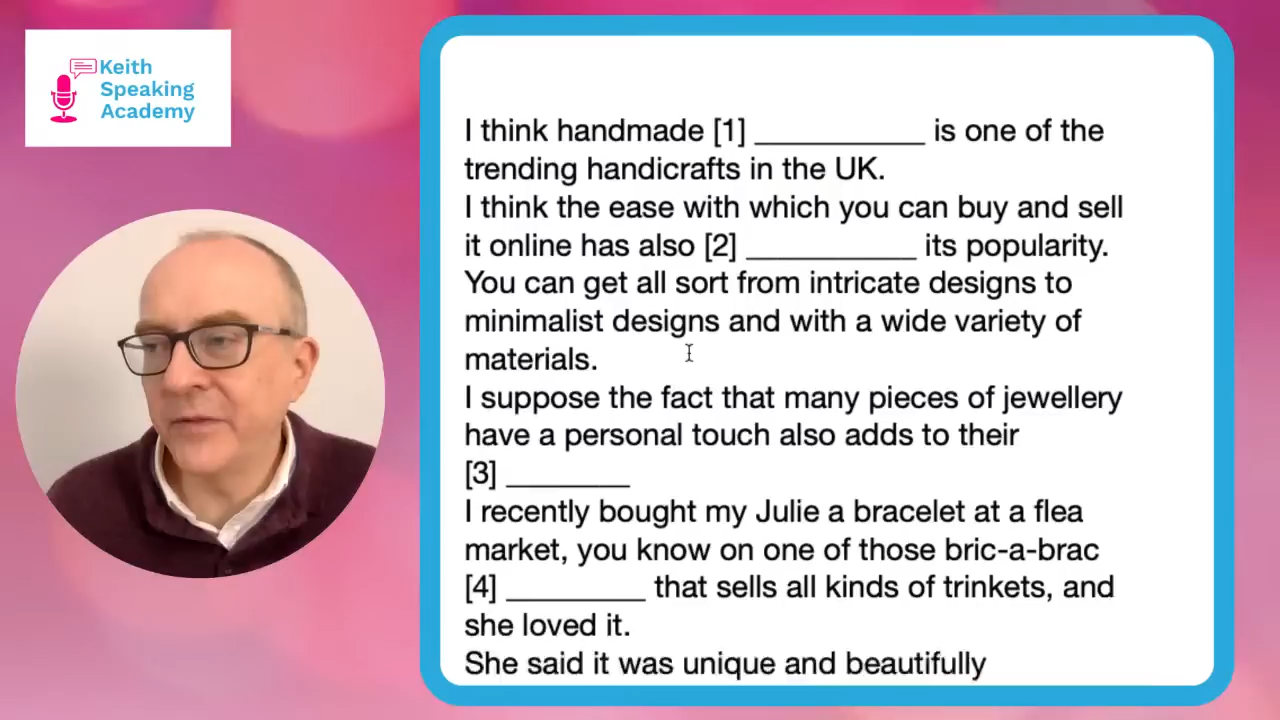 Keith
Speaking
Academy
I think handmade [1] ___________ is one of the
trending handicrafts in the UK.
I think the ease with which you can buy and sell
it online has also [2] ___________ its popularity.
You can get all sort from intricate designs to
minimalist designs and with a wide variety of
materials.
I suppose the fact that many pieces of jewellery
have a personal touch also adds to their
[3] ________
I recently bought my Julie a bracelet at a flea
market, you know on one of those bric-a-brac
[4] _________ that sells all kinds of trinkets, and
she loved it.
She said it was unique and beautifully